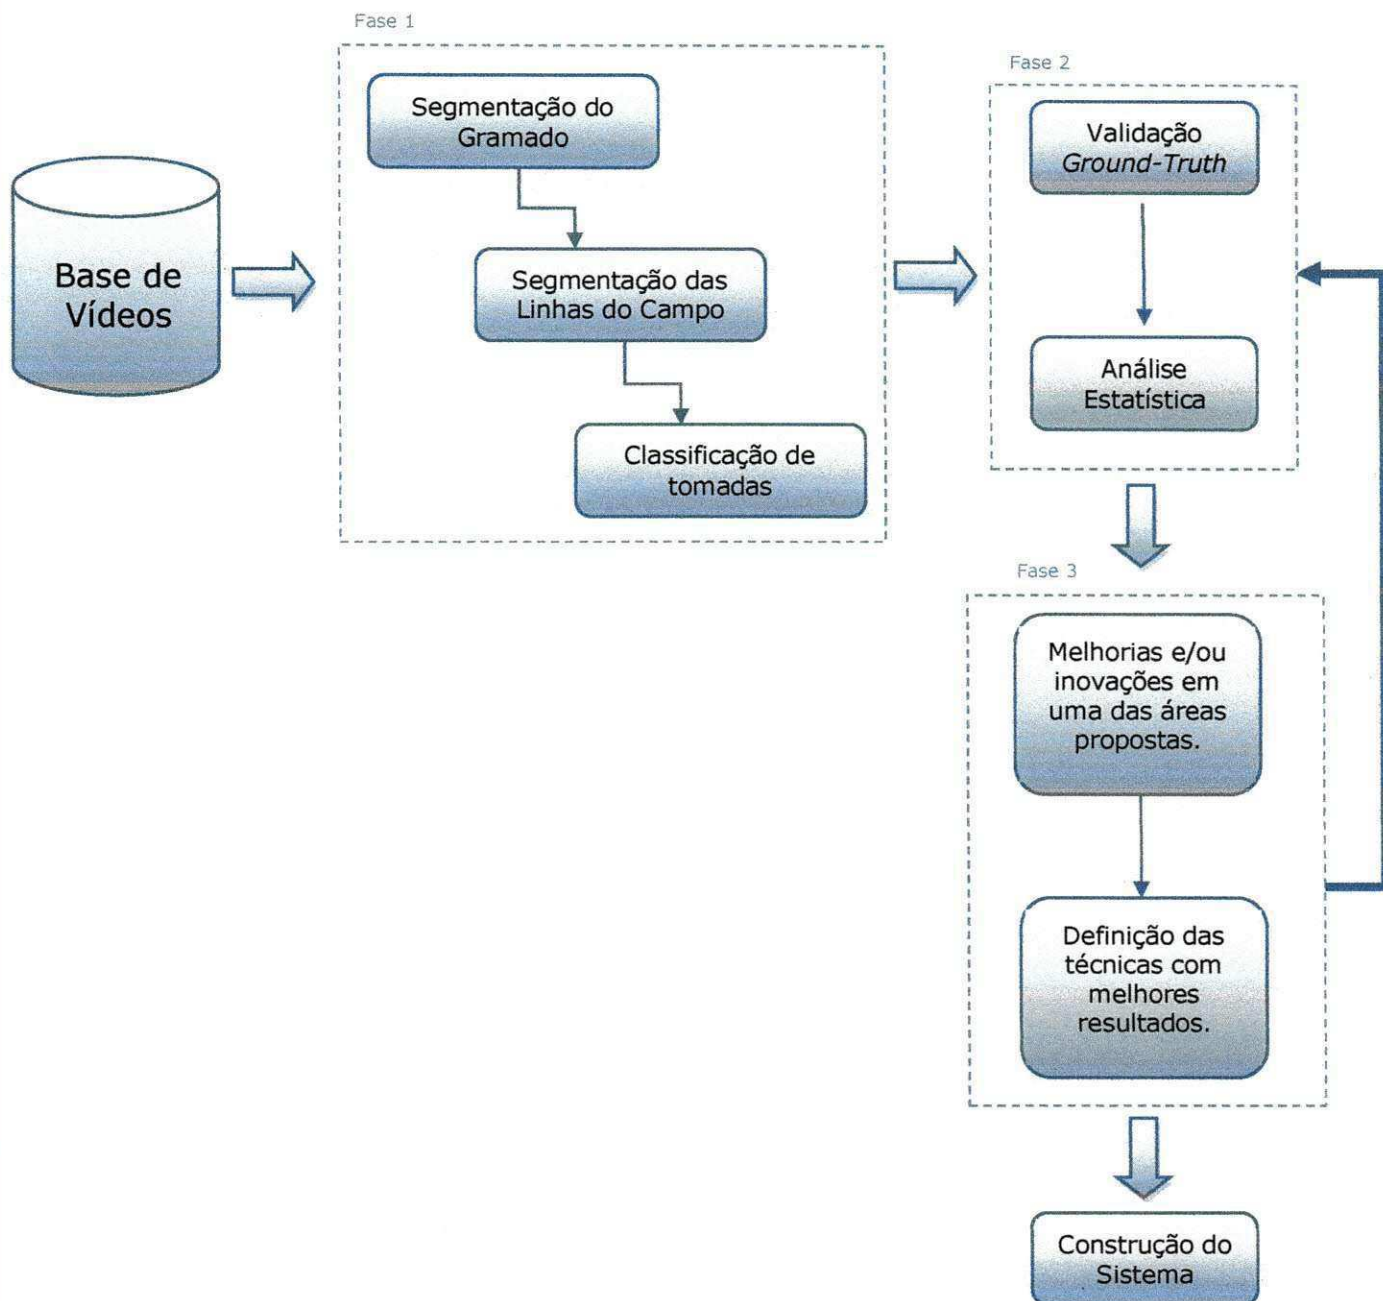 Fase 1
Segmentação do
Gramado
Segmentação das
Linhas do Campo
Classificação de
tomadas
Base de
Vídeos
Fase 2
Validação
Ground-Truth
Análise
Estatística
Fase 3
Melhorias e/ou
inovações em
uma das áreas
propostas.
Definição das
técnicas com
melhores
resultados.
Construção do
Sistema